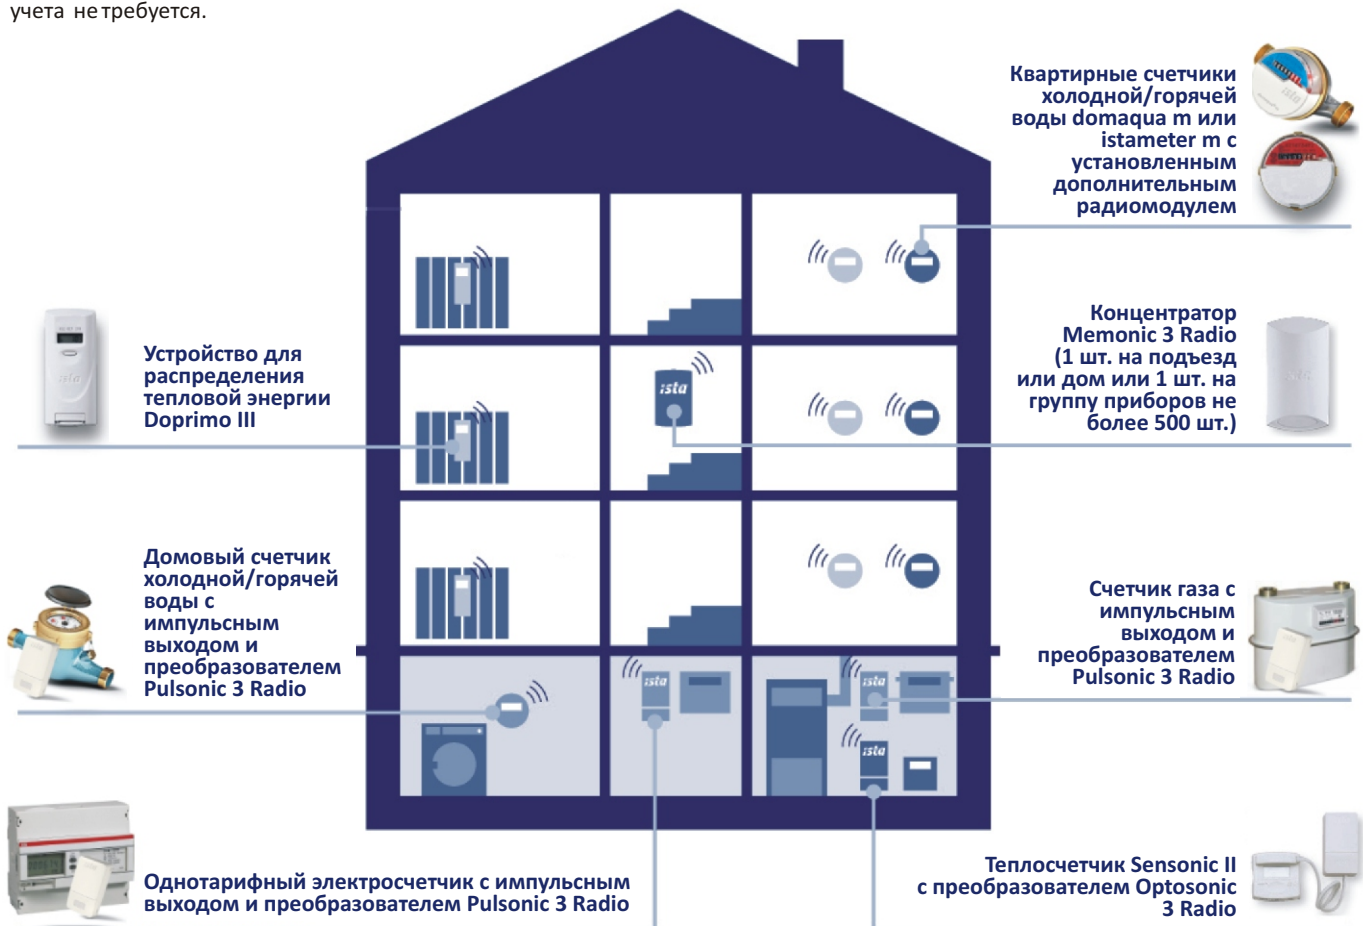 учета не требуется.
Квартирные счетчики
холодной/горячей
воды domaqua m или
istameter m с
установленным
дополнительным
радиомодулем
Концентратор
Memonic 3 Radio
(1 шт. на подъезд
или дом или 1 шт. на
группу приборов не
более 500 шт.)
Устройство для
распределения
тепловой энергии
Doprimo III
ista
Домовый счетчик
холодной/горячей
воды с
импульсным
выходом и
преобразователем
Pulsonic 3 Radio
Счетчик газа с
импульсным
выходом и
преобразователем
Pulsonic 3 Radio
ista
ista
ista
Однотарифный электросчетчик с импульсным
выходом и преобразователем Pulsonic 3 Radio
Теплосчетчик Sensonic II
с преобразователем Optosonic
3 Radio
ista
ista